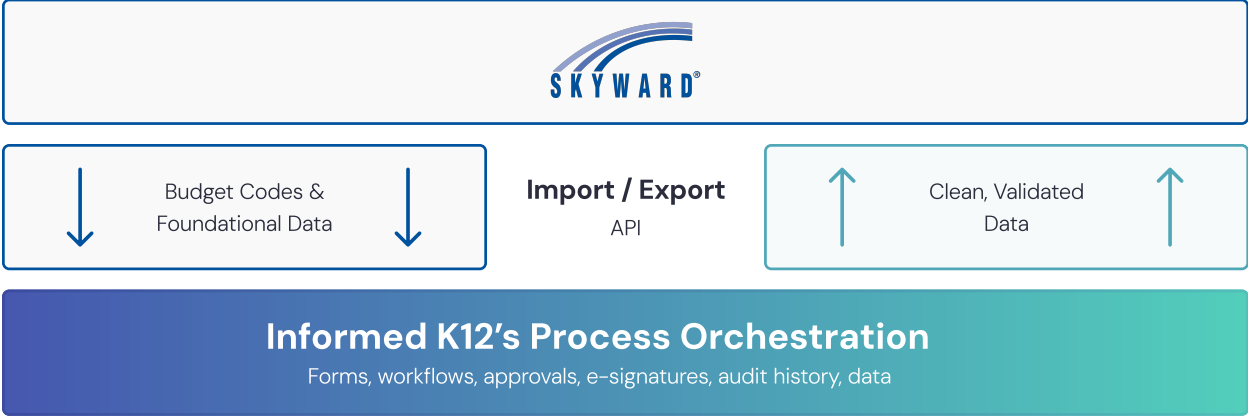 SKYWARD®
Budget Codes &
Foundational Data
Import / Export
API
Clean, Validated
Data
Informed K12’s Process Orchestration
Forms, workflows, approvals, e-signatures, audit history, data